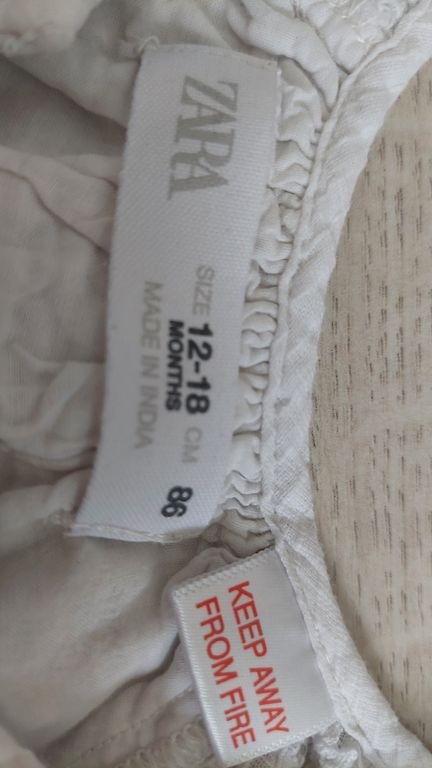 ZARA
SIZE 12-18 CM 86
MONTHS
MADE IN INDIA
KEEP AWAY
FROM FIRE